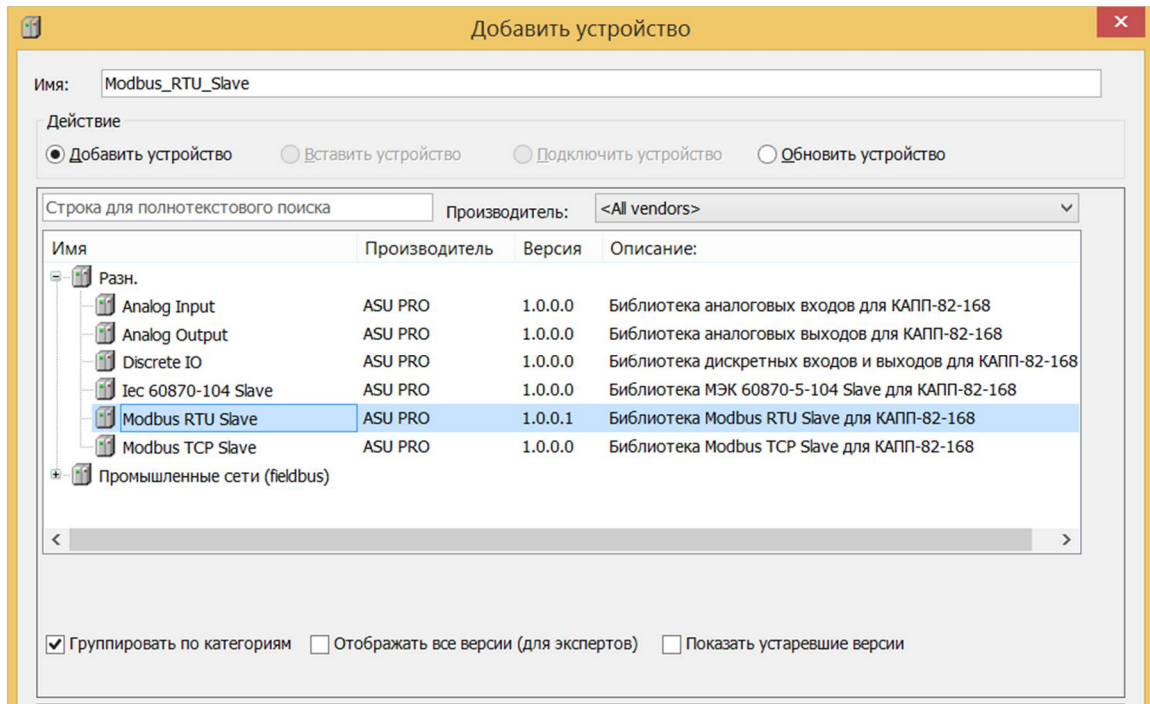 Добавить устройство
Имя: Modbus_RTU_Slave
Действие
Добавить устройство Вставить устройство Подключить устройство Обновить устройство
Строка для полнотекстового поиска Производитель: <All vendors>
Имя Производитель Версия Описание:
Разн.
Analog Input ASU PRO 1.0.0.0 Библиотека аналоговых входов для КАПП-82-168
Analog Output ASU PRO 1.0.0.0 Библиотека аналоговых выходов для КАПП-82-168
Discrete IO ASU PRO 1.0.0.0 Библиотека дискретных входов и выходов для КАПП-82-168
Iec 60870-104 Slave ASU PRO 1.0.0.0 Библиотека МЭК 60870-5-104 Slave для КАПП-82-168
Modbus RTU Slave ASU PRO 1.0.0.1 Библиотека Modbus RTU Slave для КАПП-82-168
Modbus TCP Slave ASU PRO 1.0.0.0 Библиотека Modbus TCP Slave для КАПП-82-168
Промышленные сети (fieldbus)
Группировать по категориям Отображать все версии (для экспертов) Показать устаревшие версии